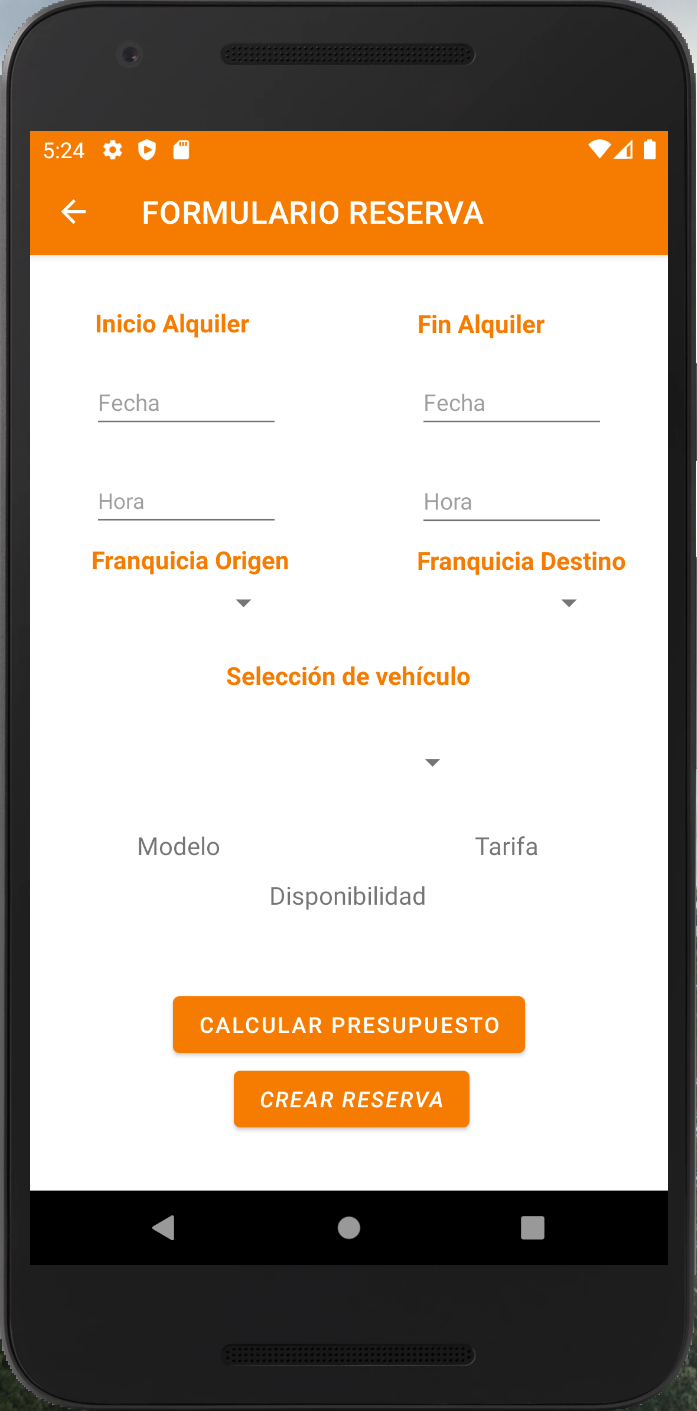 5:24
FORMULARIO RESERVA
Inicio Alquiler Fin Alquiler
Fecha Fecha
Hora Hora
Franquicia Origen Franquicia Destino
Selección de vehículo
Modelo Tarifa
Disponibilidad
CALCULAR PRESUPUESTO
CREAR RESERVA